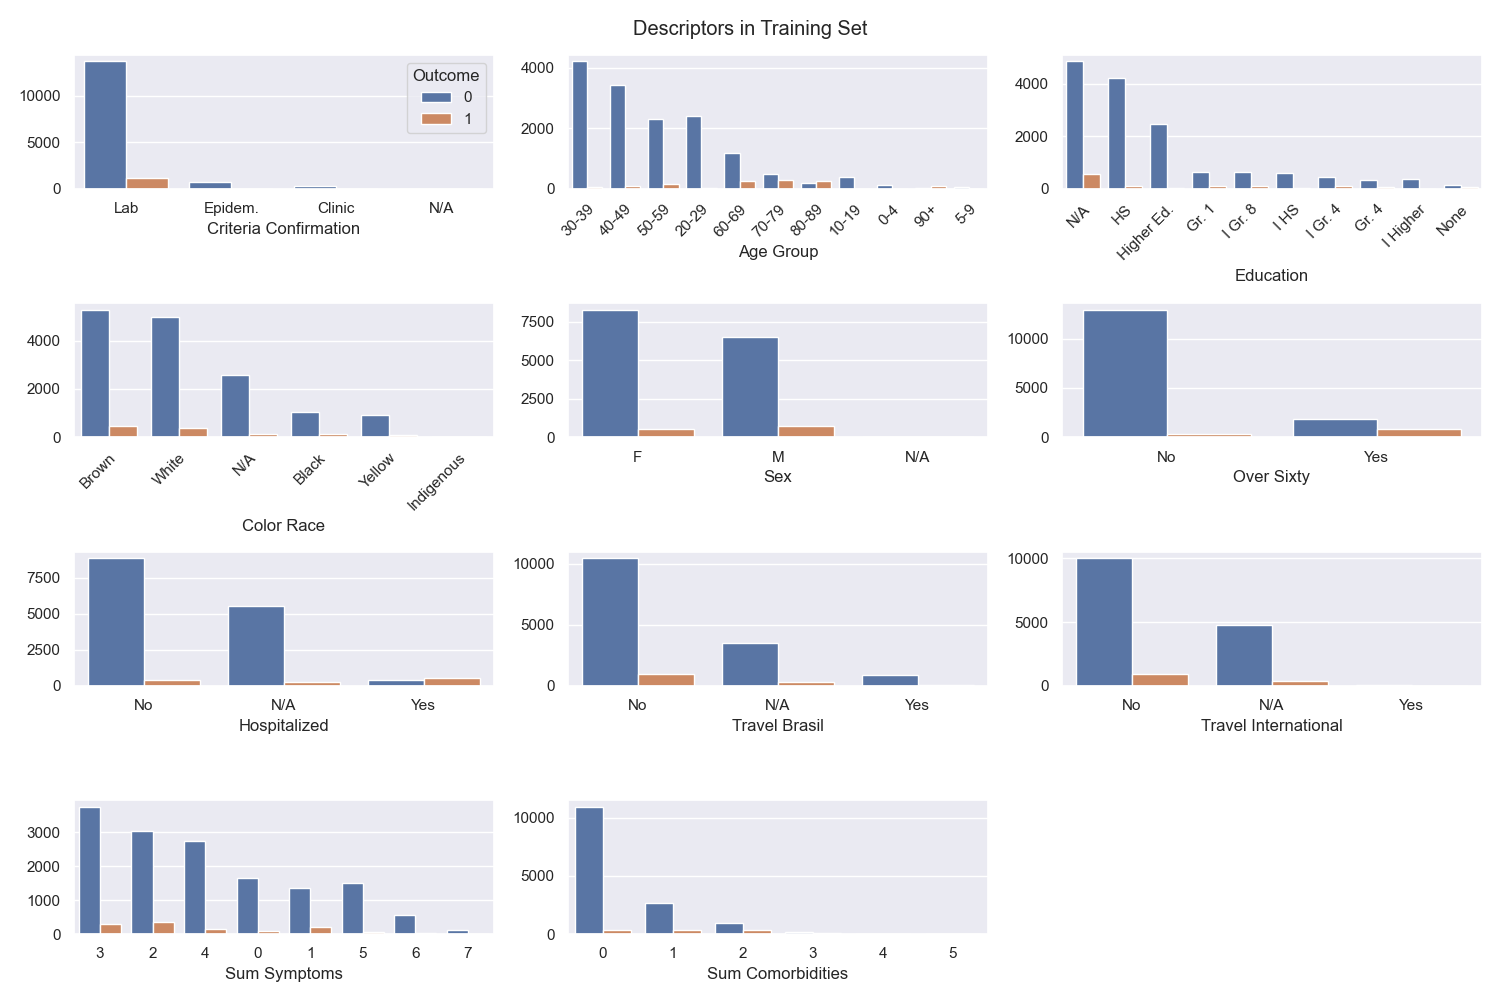 Descriptors in Training Set
10000
5000
0
Outcome
0
1
Lab Epidem. Clinic N/A
Criteria Confirmation
4000
2000
0
30-39 40-49 50-59 20-29 60-69 70-79 80-89 10-19 0-4 90+ 5-9
Age Group
4000
2000
0
N/A HS Higher Ed. Gr. 1 I Gr. 8 I HS I Gr. 4 Gr. 4 I Higher None
Education
4000
2000
0
Brown White N/A Black Yellow Indigenous
Color Race
7500
5000
2500
0
F M N/A
Sex
10000
5000
0
No Yes
Over Sixty
7500
5000
2500
0
No N/A Yes
Hospitalized
10000
5000
0
No N/A Yes
Travel Brasil
10000
5000
0
No N/A Yes
Travel International
3000
2000
1000
0
3 2 4 0 1 5 6 7
Sum Symptoms
10000
5000
0
0 1 2 3 4 5
Sum Comorbidities